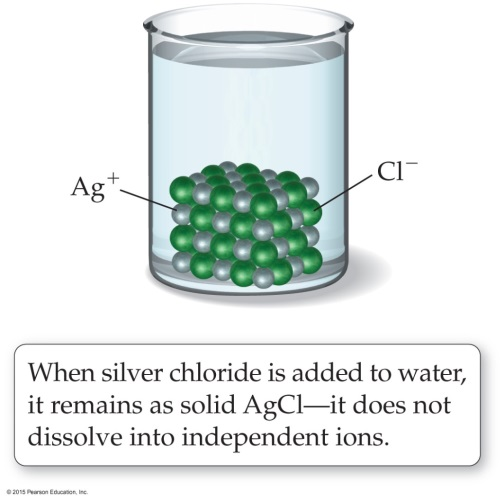 Ag+
Cl−
When silver chloride is added to water,
it remains as solid AgCl—it does not
dissolve into independent ions.
© 2015 Pearson Education, Inc.